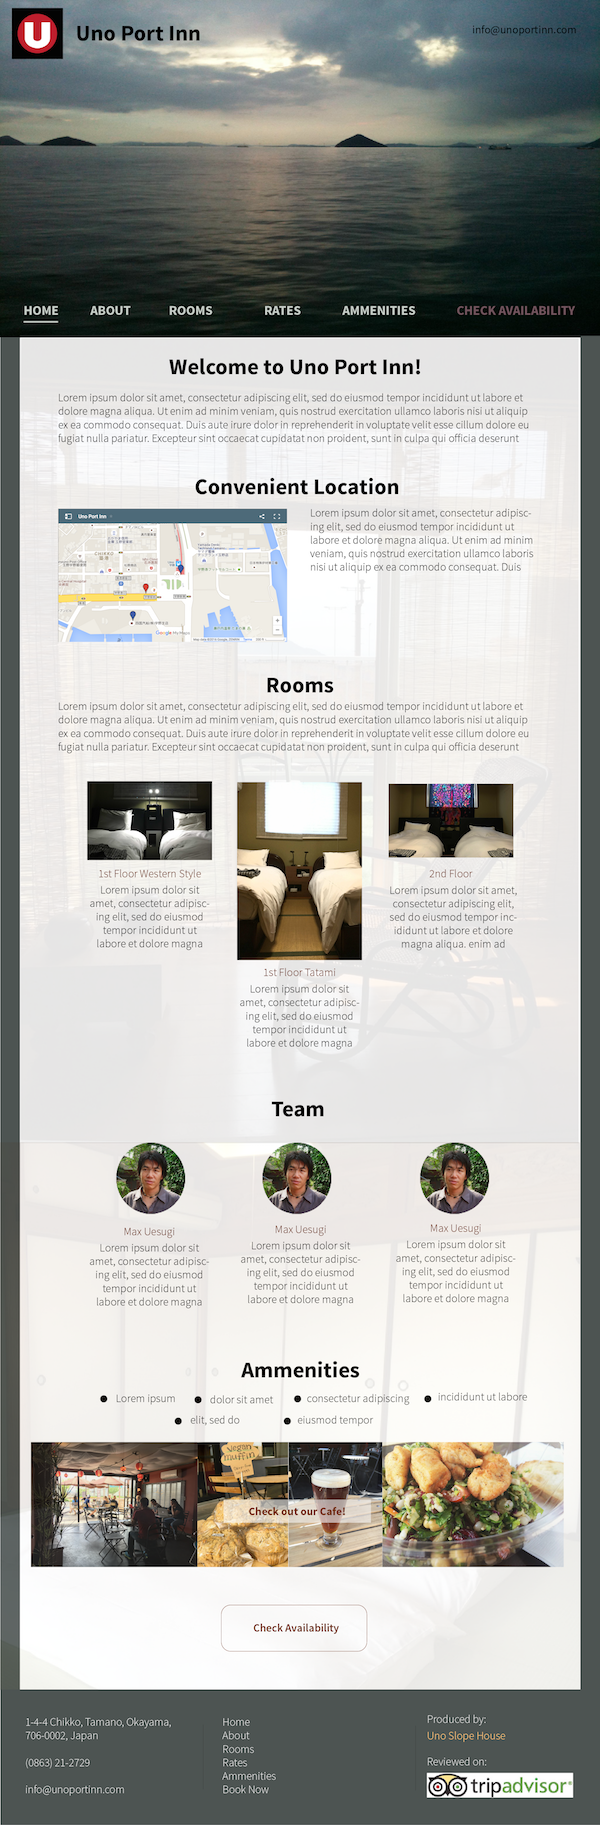 U
Uno Port Inn
info@unoportinn.com
HOME ABOUT ROOMS RATES AMMENITIES CHECK AVAILABILITY
Welcome to Uno Port Inn!
Lorem ipsum dolor sit amet, consectetur adipiscing elit, sed do eiusmod tempor incididunt ut labore et
dolore magna aliqua. Ut enim ad minim veniam, quis nostrud exercitation ullamco laboris nisi ut aliquip
ex ea commodo consequat. Duis aute irure dolor in reprehenderit in voluptate velit esse cillum dolore eu
fugiat nulla pariatur. Excepteur sint occaecat cupidatat non proident, sunt in culpa qui officia deserunt
Convenient Location
Uno Port Inn
Google My Maps
Lorem ipsum dolor sit amet, consectetur adipisc-
ing elit, sed do eiusmod tempor incididunt ut
labore et dolore magna aliqua. Ut enim ad minim
veniam, quis nostrud exercitation ullamco laboris
nisi ut aliquip ex ea commodo consequat. Duis
Rooms
Lorem ipsum dolor sit amet, consectetur adipiscing elit, sed do eiusmod tempor incididunt ut labore et
dolore magna aliqua. Ut enim ad minim veniam, quis nostrud exercitation ullamco laboris nisi ut aliquip
ex ea commodo consequat. Duis aute irure dolor in reprehenderit in voluptate velit esse cillum dolore eu
fugiat nulla pariatur. Excepteur sint occaecat cupidatat non proident, sunt in culpa qui officia deserunt
1st Floor Western Style
Lorem ipsum dolor sit
amet, consectetur adipisc-
ing elit, sed do eiusmod
tempor incididunt ut
labore et dolore magna
1st Floor Tatami
Lorem ipsum dolor sit
amet, consectetur adipisc-
ing elit, sed do eiusmod
tempor incididunt ut
labore et dolore magna
2nd Floor
Lorem ipsum dolor sit amet,
consectetur adipiscing elit,
sed do eiusmod tempor inc-
ididunt ut labore et dolore
magna aliqua. enim ad
Team
Max Uesugi
Lorem ipsum dolor sit
amet, consectetur adipisc-
ing elit, sed do eiusmod
tempor incididunt ut
labore et dolore magna
Max Uesugi
Lorem ipsum dolor sit
amet, consectetur adipisc-
ing elit, sed do eiusmod
tempor incididunt ut
labore et dolore magna
Max Uesugi
Lorem ipsum dolor sit
amet, consectetur adipisc-
ing elit, sed do eiusmod
tempor incididunt ut
labore et dolore magna
Ammenities
Lorem ipsum dolor sit amet consectetur adipiscing incididunt ut labore
elit, sed do eiusmod tempor
Vegan
muffin
Check out our Cafe!
Check Availability
1-4-4 Chikko, Tamano, Okayama,
706-0002, Japan
(0863) 21-2729
info@unoportinn.com
Home
About
Rooms
Rates
Ammenities
Book Now
Produced by:
Uno Slope House
Reviewed on:
tripadvisor